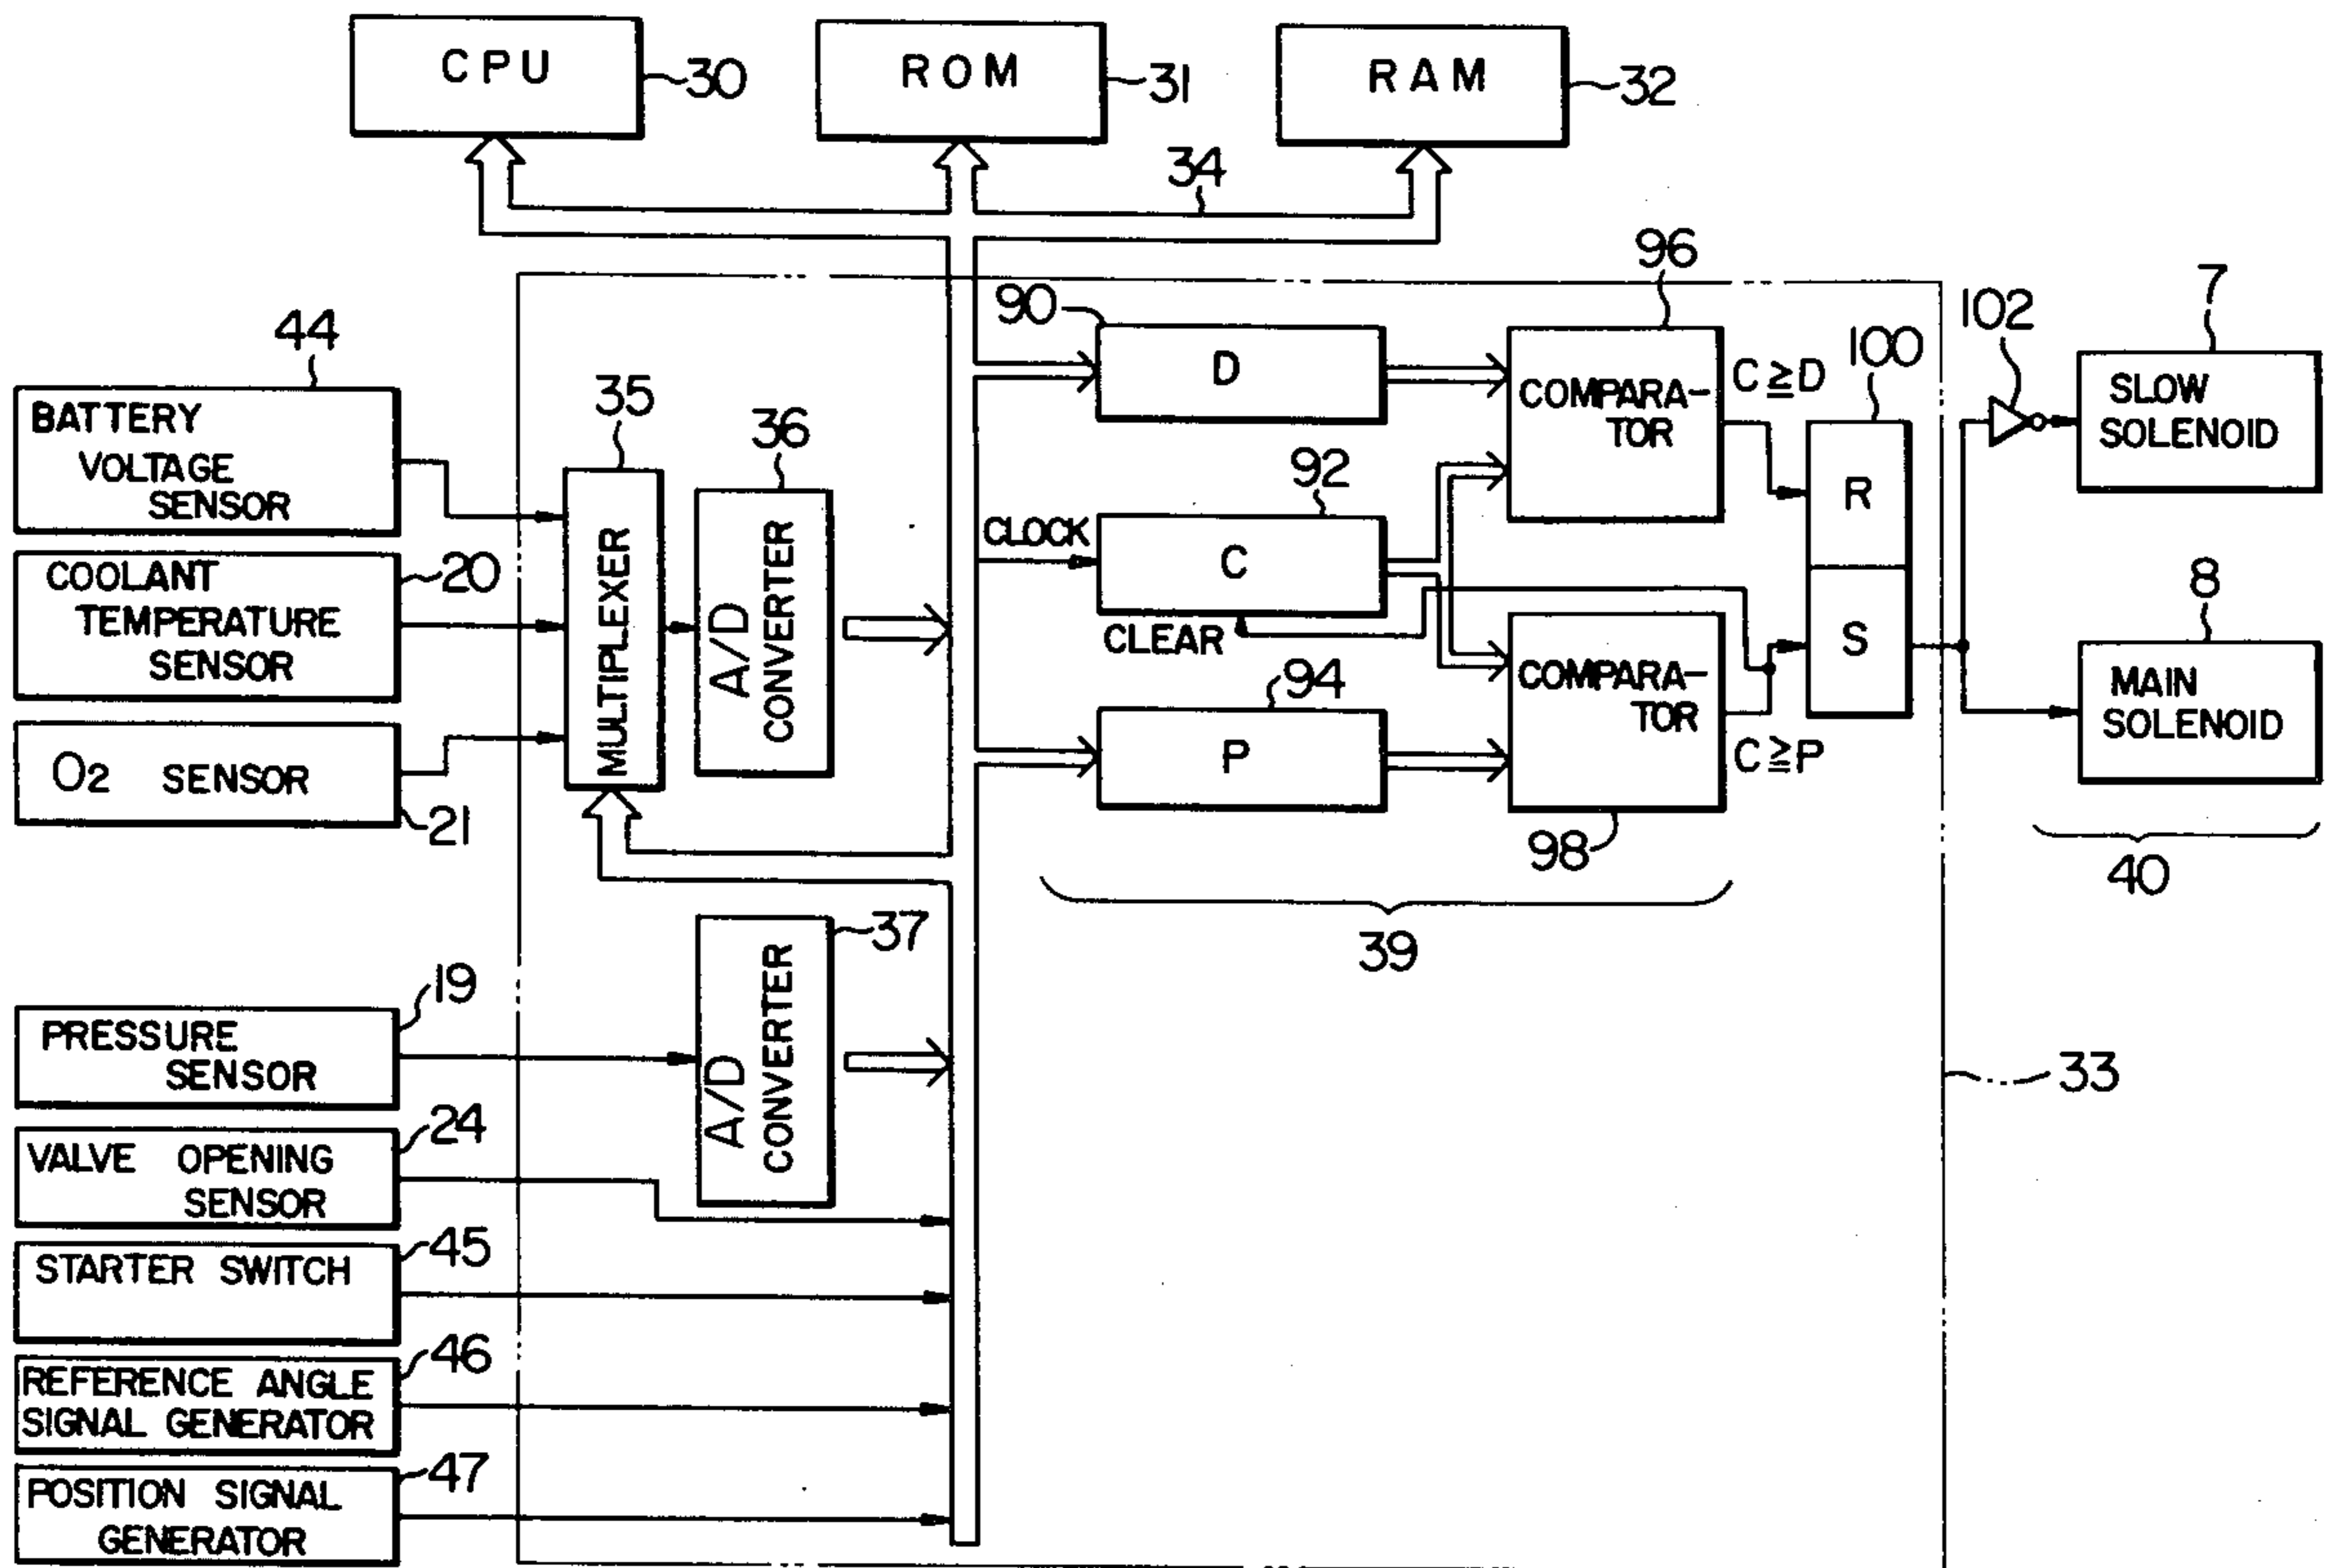 CPU
30
ROM
31
RAM
32
34
96
7
90
102
44
100
35
36
D
COMPARA-
TOR
C≧D
SLOW
SOLENOID
BATTERY
VOLTAGE
SENSOR
92
R
CLOCK
C
20
COOLANT
TEMPERATURE
SENSOR
MULTIPLEXER
A/D
CONVERTER
CLEAR
S
8
94
COMPARA-
TOR
MAIN
SOLENOID
O2 SENSOR
21
P
C≧P
98
40
39
37
19
PRESSURE
SENSOR
A/D
CONVERTER
33
24
VALVE OPENING
SENSOR
45
STARTER SWITCH
46
REFERENCE ANGLE
SIGNAL GENERATOR
47
POSITION SIGNAL
GENERATOR